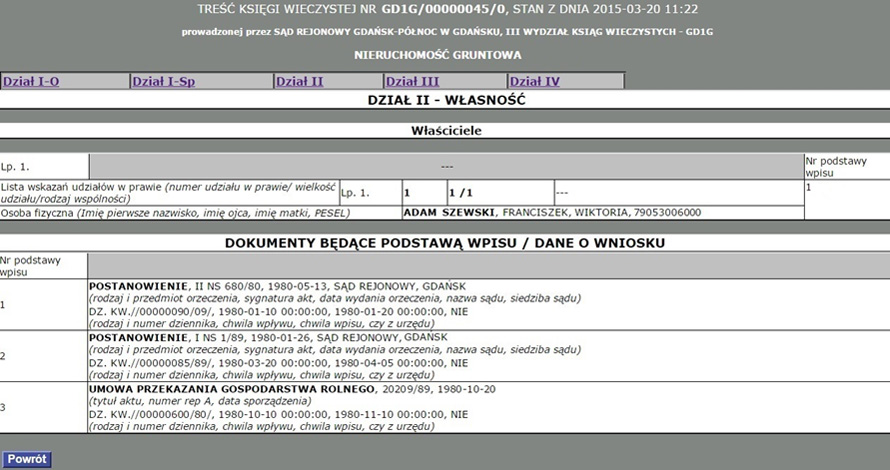 TREŚĆ KSIĘGI WIECZYSTEJ NR GD1G/00000045/0, STAN Z DNIA 2015-03-20 11:22
prowadzonej przez SĄD REJONOWY GDAŃSK-PÓŁNOC W GDAŃSKU, III WYDZIAŁ KSIĄG WIECZYSTYCH - GD1G
NIERUCHOMOŚĆ GRUNTOWA
Dział I-O Dział I-Sp Dział II Dział III Dział IV
DZIAŁ II - WŁASNOŚĆ
Właściciele
Lp. 1. --- Nr podstawy
wpisu
Lista wskazań udziałów w prawie (numer udziału w prawie/ wielkość
udziału/rodzaj wspólności) Lp. 1. 1 1 /1 --- 1
Osoba fizyczna (Imię pierwsze nazwisko, imię ojca, imię matki, PESEL) ADAM SZEWSKI, FRANCISZEK, WIKTORIA, 79053006000
DOKUMENTY BĘDĄCE PODSTAWĄ WPISU / DANE O WNIOSKU
Nr podstawy
wpisu
1 POSTANOWIENIE, II NS 680/80, 1980-05-13, SĄD REJONOWY, GDAŃSK
(rodzaj i przedmiot orzeczenia, sygnatura akt, data wydania orzeczenia, nazwa sądu, siedziba sądu)
DZ. KW.//00000090/09/, 1980-01-10 00:00:00, 1980-01-20 00:00:00, NIE
(rodzaj i numer dziennika, chwila wpływu, chwila wpisu, czy z urzędu)
2 POSTANOWIENIE, I NS 1/89, 1980-01-26, SĄD REJONOWY, GDAŃSK
(rodzaj i przedmiot orzeczenia, sygnatura akt, data wydania orzeczenia, nazwa sądu, siedziba sądu)
DZ. KW.//00000085/89/, 1980-03-20 00:00:00, 1980-04-05 00:00:00, NIE
(rodzaj i numer dziennika, chwila wpływu, chwila wpisu, czy z urzędu)
3 UMOWA PRZEKAZANIA GOSPODARSTWA ROLNEGO, 20209/89, 1980-10-20
(tytuł aktu, numer rep A, data sporządzenia)
DZ. KW.//00000600/80/, 1980-10-10 00:00:00, 1980-11-10 00:00:00, NIE
(rodzaj i numer dziennika, chwila wpływu, chwila wpisu, czy z urzędu)
Powrót